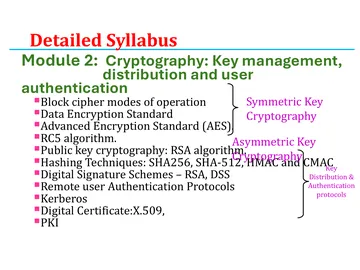 Detailed Syllabus
Module 2: Cryptography: Key management,
distribution and user
authentication
Block cipher modes of operation
Data Encryption Standard
Advanced Encryption Standard (AES)
RC5 algorithm.
Public key cryptography: RSA algorithm.
Hashing Techniques: SHA256, SHA-512, HMAC and CMAC
Digital Signature Schemes – RSA, DSS
Remote user Authentication Protocols
Kerberos
Digital Certificate:X.509,
PKI
Symmetric Key
Cryptography
Asymmetric Key
Cryptography
Key
Distribution &
Authentication
protocols